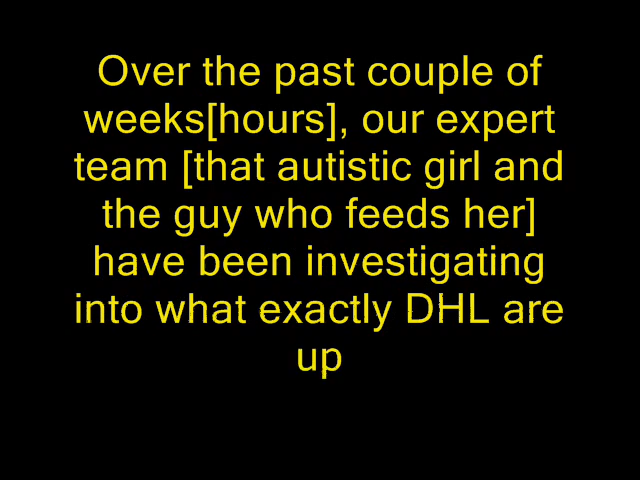 Over the past couple of
weeks[hours], our expert
team [that autistic girl and
the guy who feeds her]
have been investigating
into what exactly DHL are
up